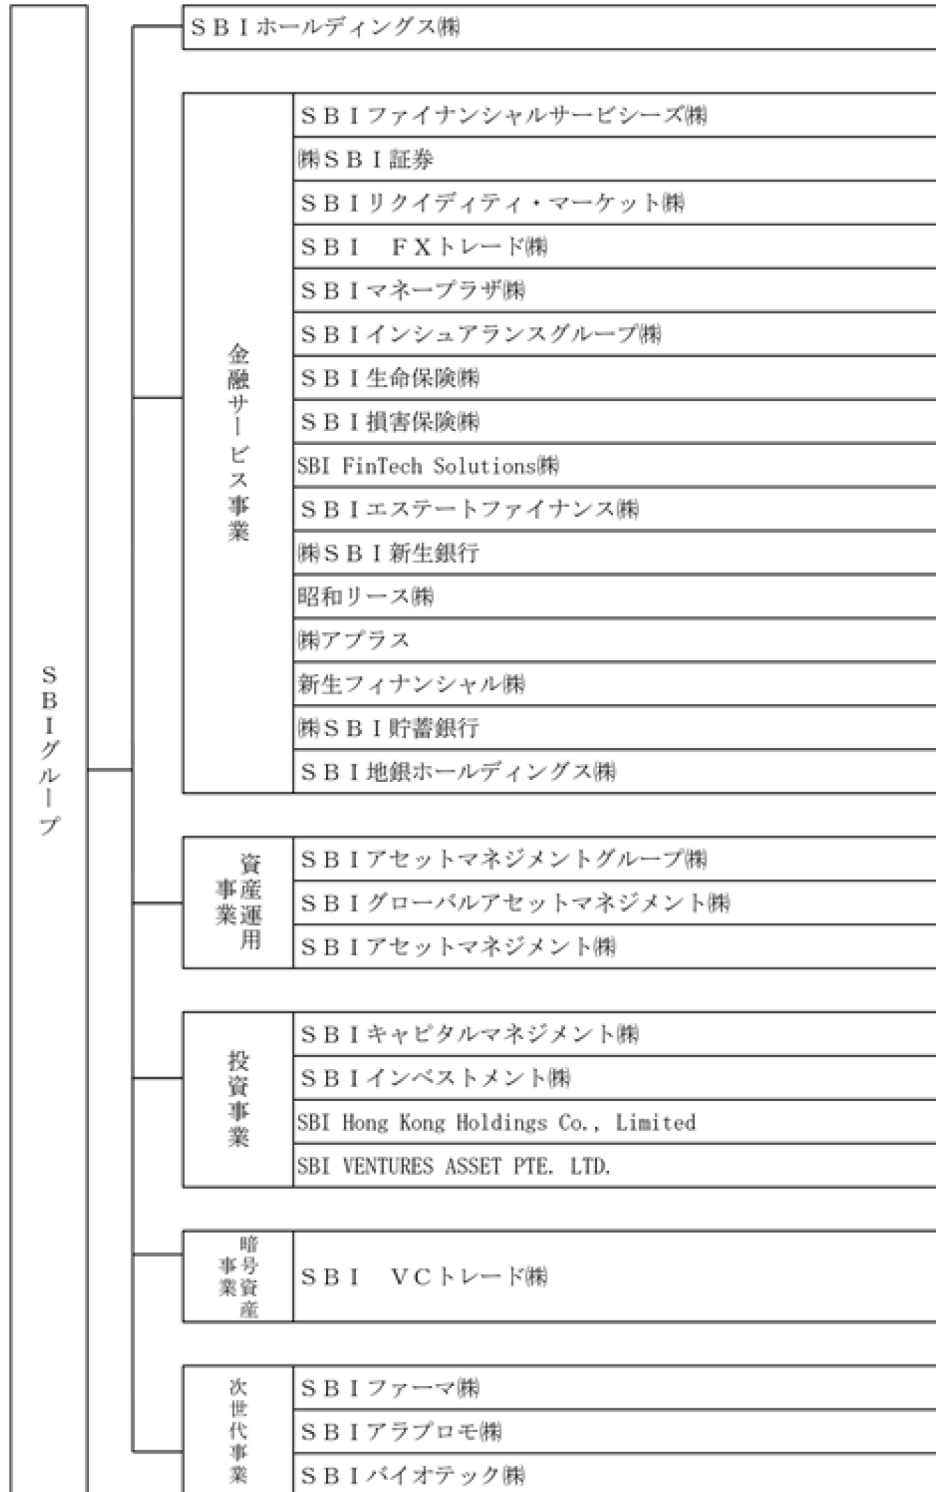 SBIグループ
SBIホールディングス㈱
金融サービス事業
SBIファイナンシャルサービシーズ㈱
㈱SBI証券
SBIリクイディティ・マーケット㈱
SBI FXトレード㈱
SBIマネープラザ㈱
SBIインシュアランスグループ㈱
SBI生命保険㈱
SBI損害保険㈱
SBI FinTech Solutions㈱
SBIエステートファイナンス㈱
㈱SBI新生銀行
昭和リース㈱
㈱アプラス
新生フィナンシャル㈱
㈱SBI貯蓄銀行
SBI地銀ホールディングス㈱
資産運用
事業
SBIアセットマネジメントグループ㈱
SBIグローバルアセットマネジメント㈱
SBIアセットマネジメント㈱
投資事業
SBIキャピタルマネジメント㈱
SBIインベストメント㈱
SBI Hong Kong Holdings Co., Limited
SBI VENTURES ASSET PTE. LTD.
暗号資産
事業
SBI VCトレード㈱
次世代事業
SBIファーマ㈱
SBIアラプロモ㈱
SBIバイオテック㈱